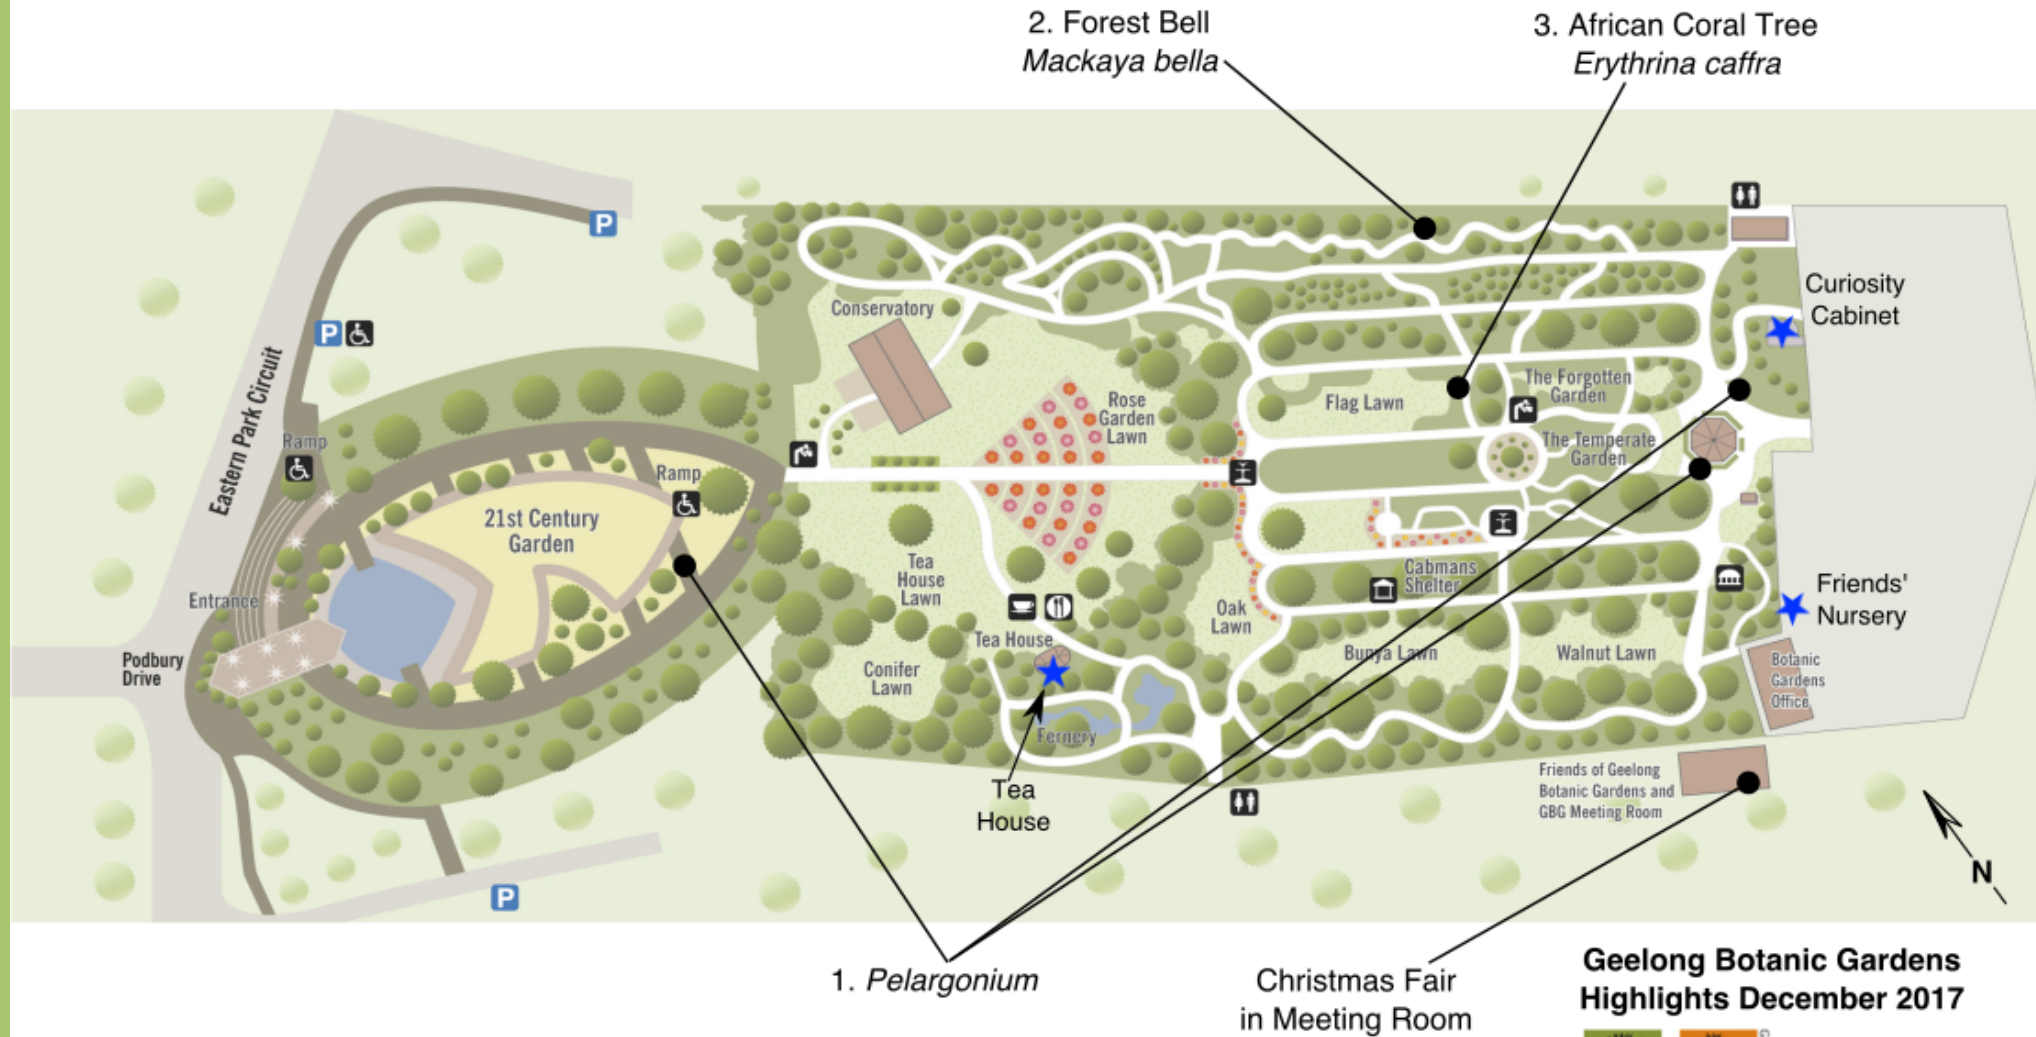 2. Forest Bell
Mackaya bella
3. African Coral Tree
Erythrina caffra
P
P
Eastern Park Circuit
Ramp
Entrance
Podbury
Drive
21st Century
Garden
Ramp
P
Conservatory
Rose
Garden
Lawn
Tea
House
Lawn
Tea House
Conifer
Lawn
Fernery
Tea
House
Oak
Lawn
Flag Lawn
The Forgotten
Garden
The Temperate
Garden
Cabmans
Shelter
Bunya Lawn
Walnut Lawn
Curiosity
Cabinet
Friends'
Nursery
Botanic
Gardens
Office
Friends of Geelong
Botanic Gardens and
GBG Meeting Room
N
1. Pelargonium
Christmas Fair
in Meeting Room
Geelong Botanic Gardens
Highlights December 2017